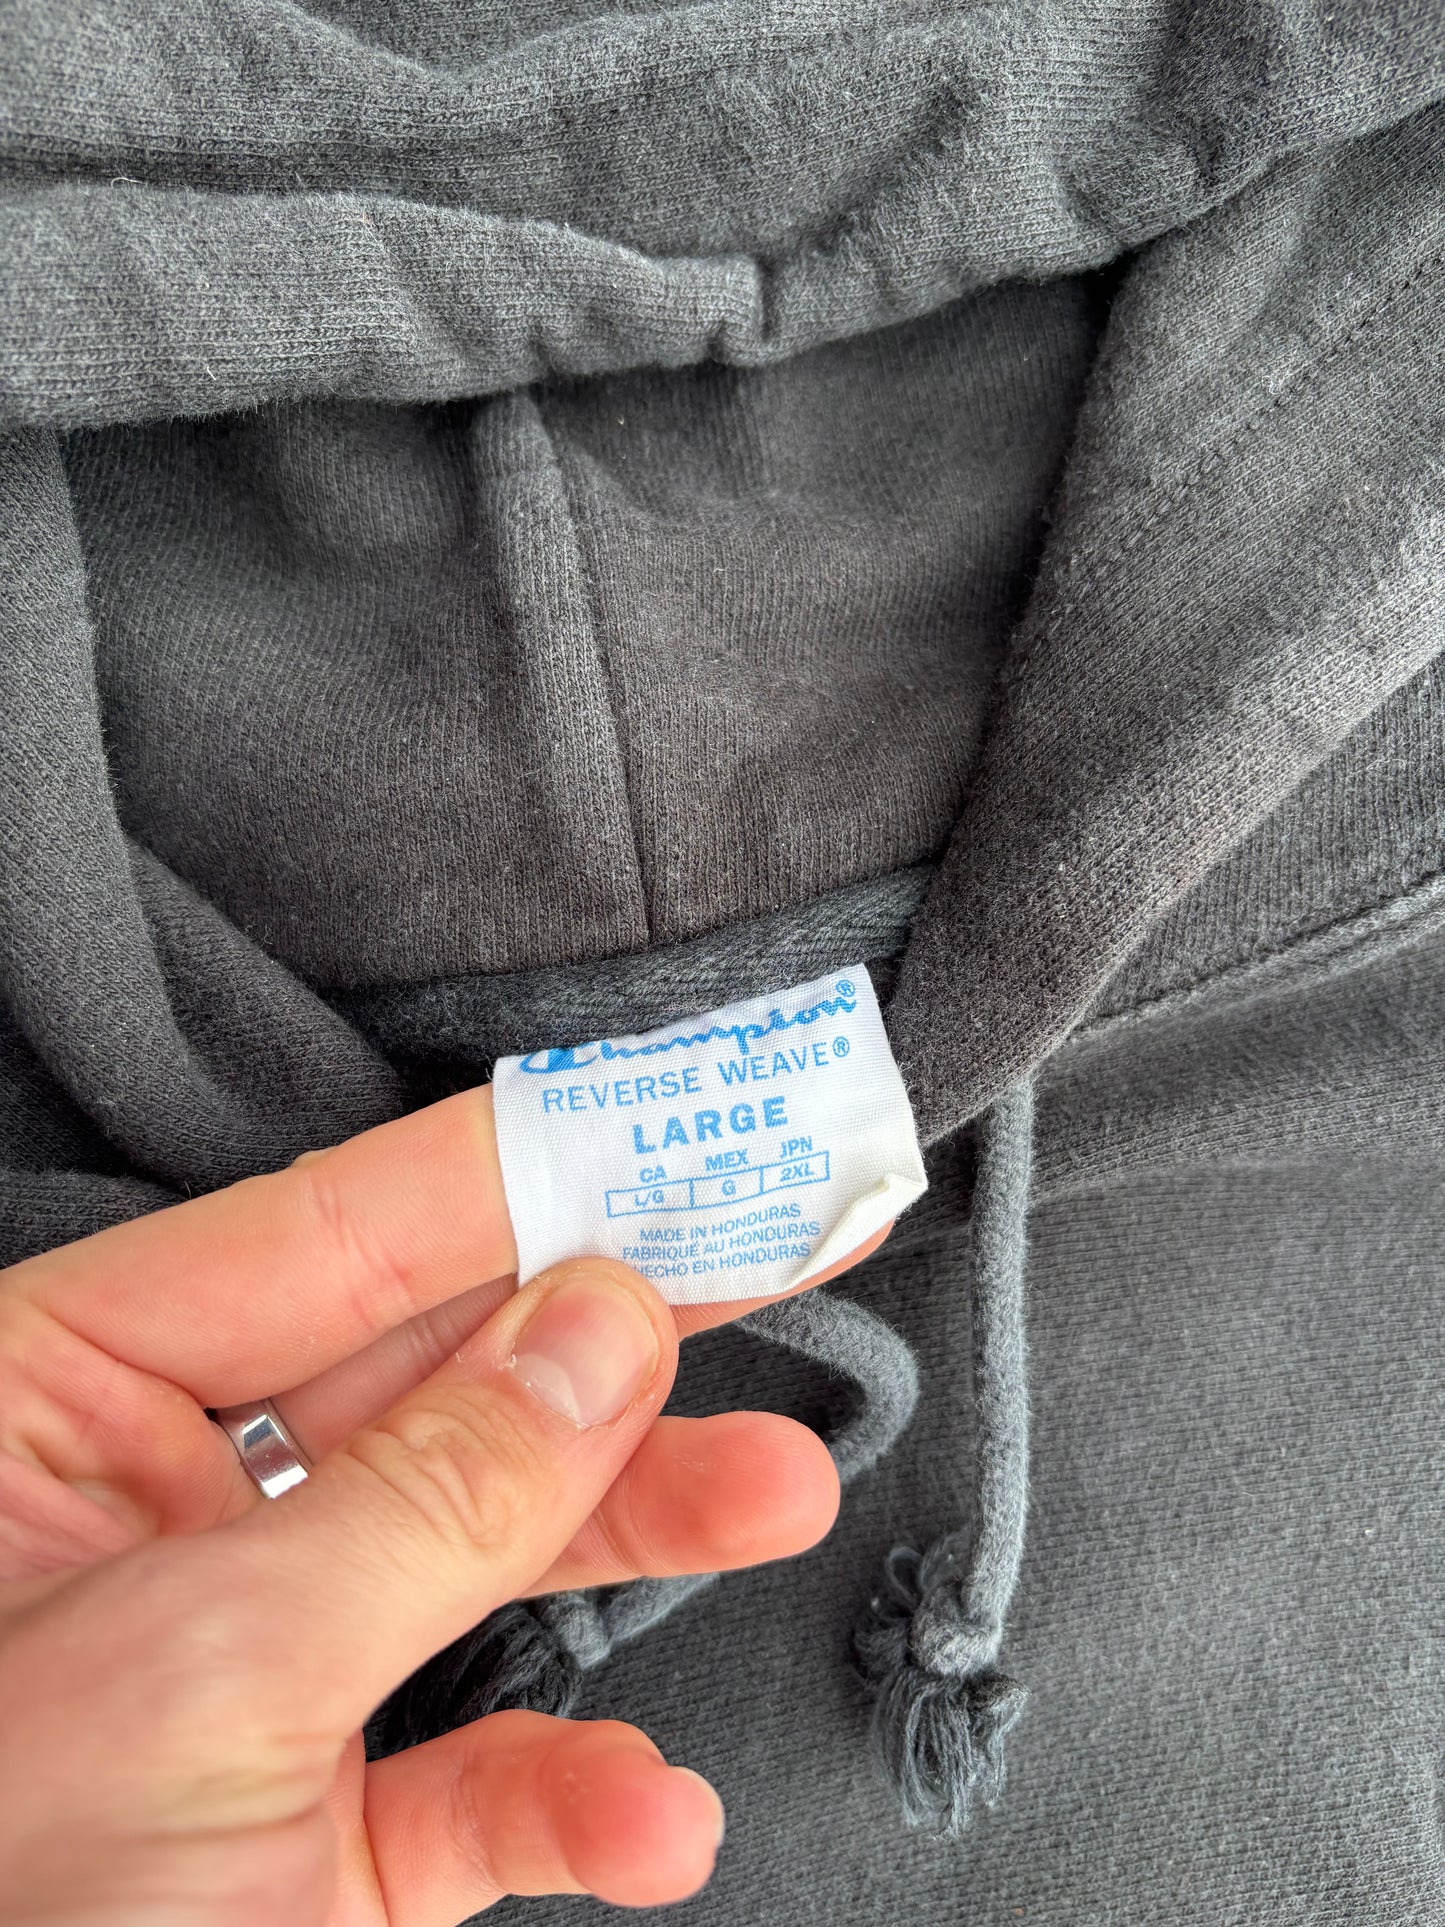 Champion®
REVERSE WEAVE®
LARGE
CA MEX JPN
L/G G 2XL
MADE IN HONDURAS
FABRIQUÉ AU HONDURAS
HECHO EN HONDURAS